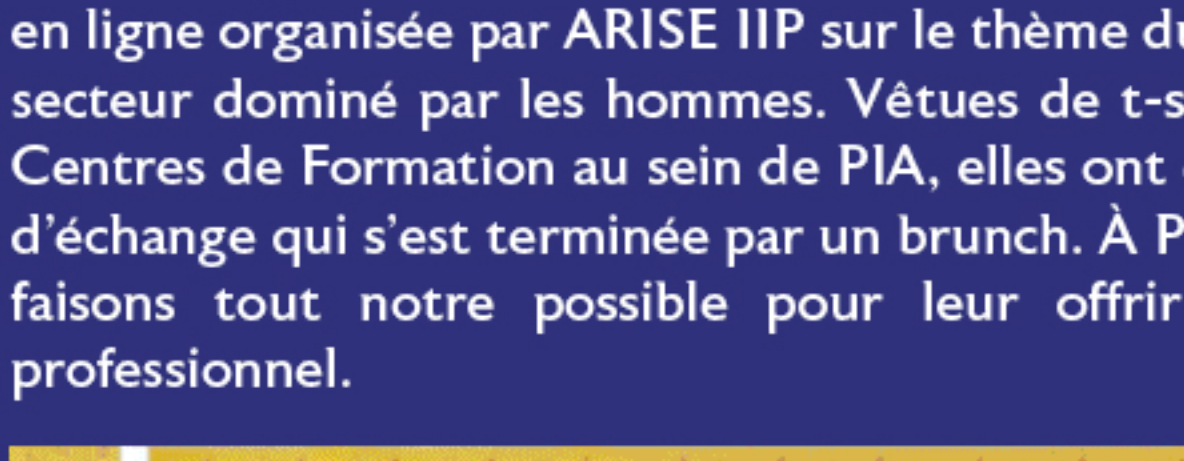 en ligne organisée par ARISE IIP sur le thème du
secteur dominé par les hommes. Vêtues de t-s
Centres de Formation au sein de PIA, elles ont
d’échange qui s’est terminée par un brunch. À P
faisons tout notre possible pour leur offrir
professionnel.